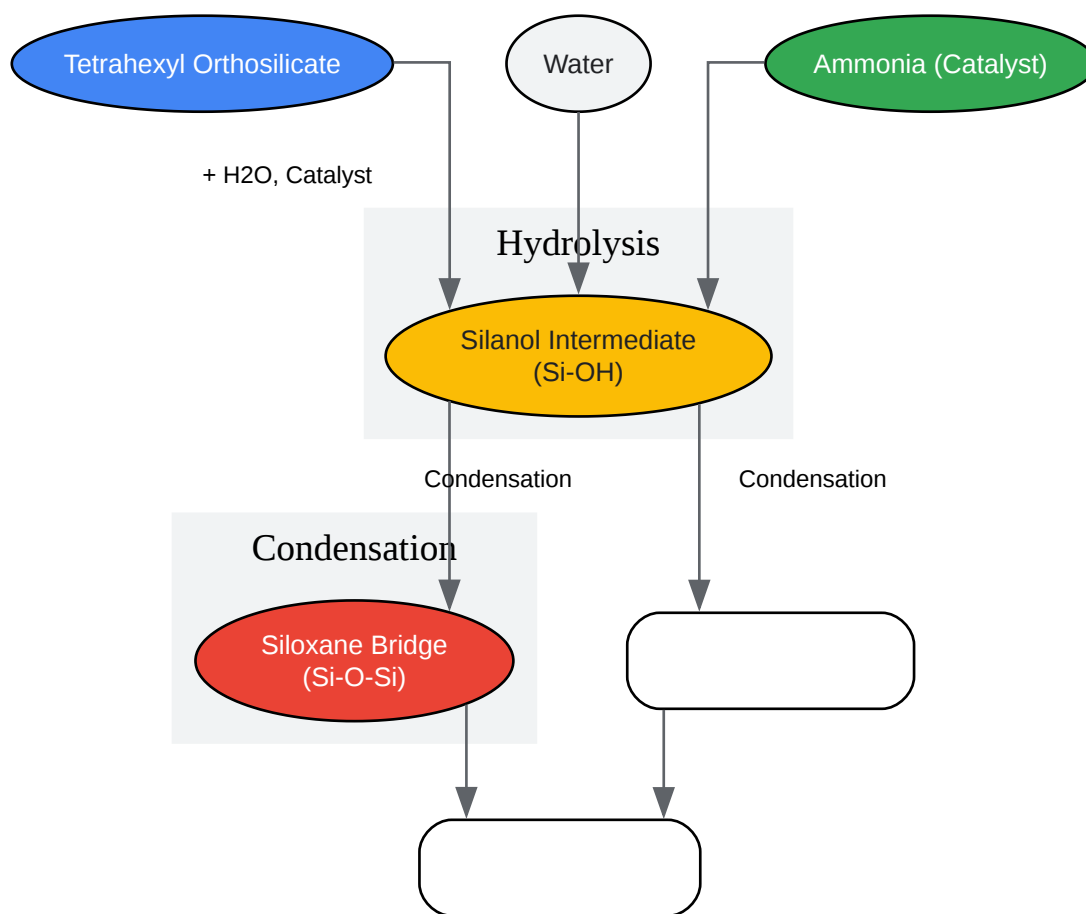 Tetrahexyl Orthosilicate
Water
Ammonia (Catalyst)
+ H2O, Catalyst
Hydrolysis
Silanol Intermediate
(Si-OH)
Condensation
Condensation
Condensation
Siloxane Bridge
(Si-O-Si)